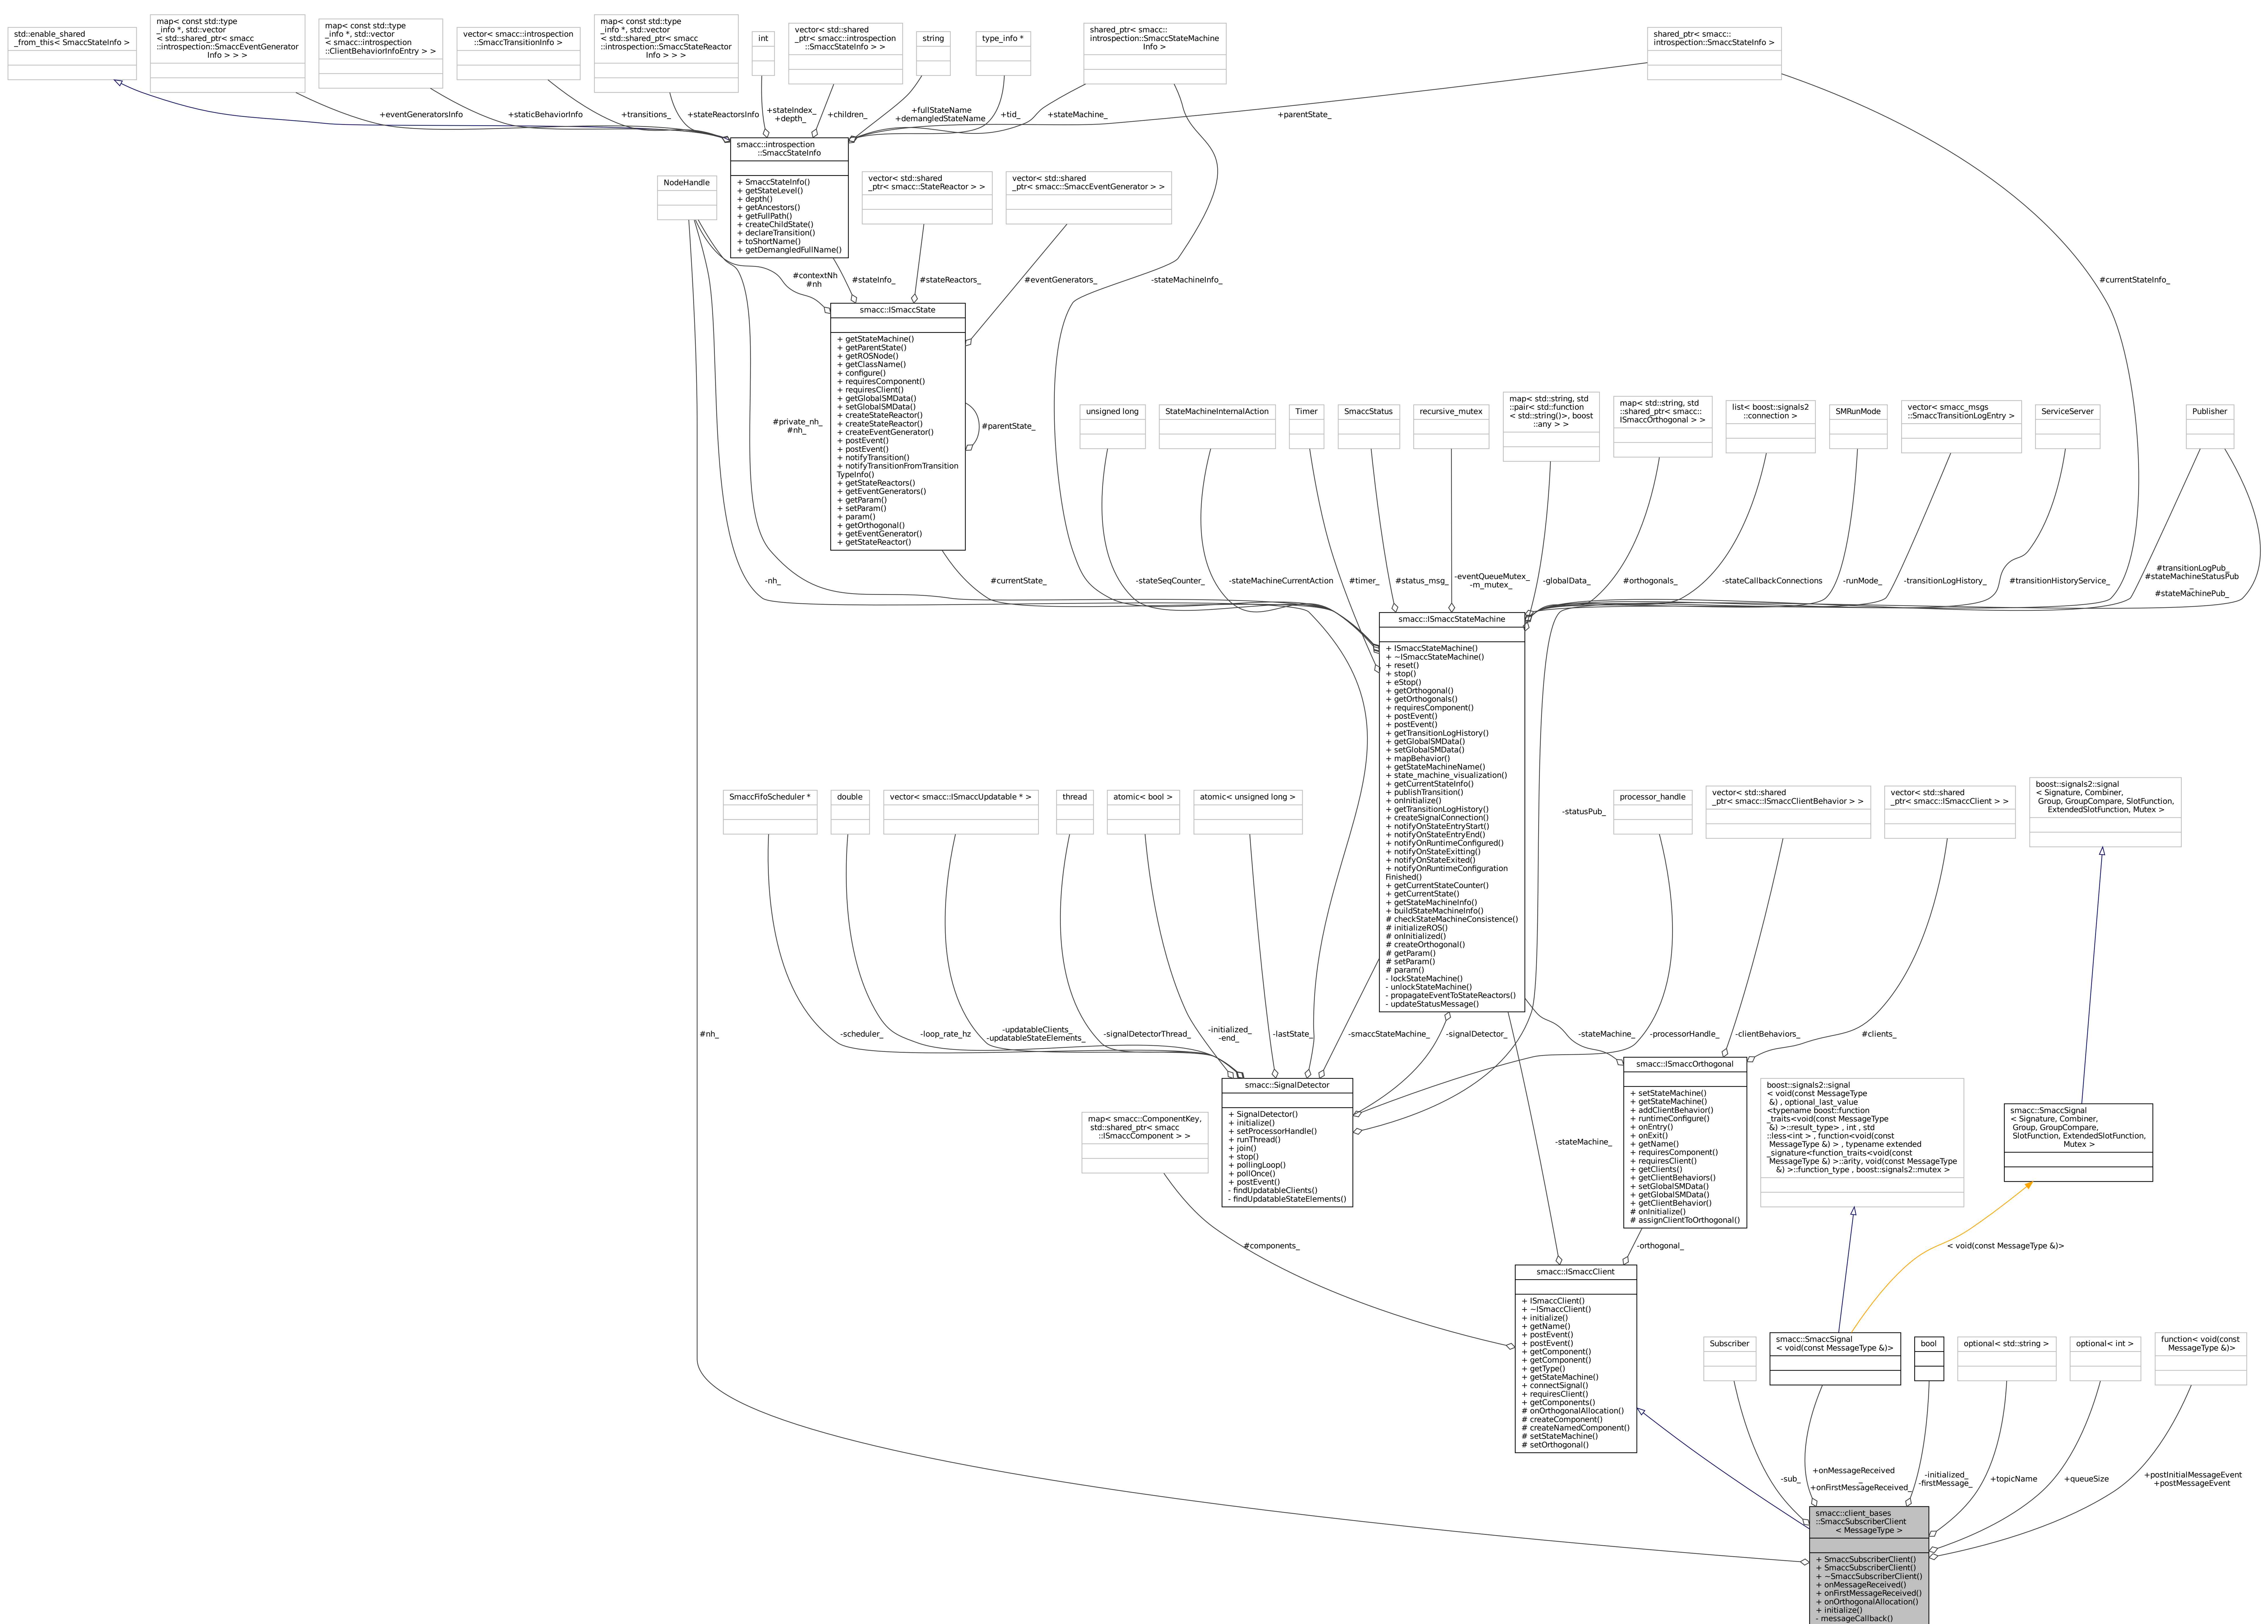 std::enable_shared
_from_this< SmaccStateInfo >
map< const std::type
_info *, std::vector
< std::shared_ptr< smacc
::introspection::SmaccEventGenerator
Info > > >
map< const std::type
_info *, std::vector
< smacc::introspection
::ClientBehaviorInfoEntry > >
vector< smacc::introspection
::SmaccTransitionInfo >
map< const std::type
_info *, std::vector
< std::shared_ptr< smacc
::introspection::SmaccStateReactor
Info > > >
int
vector< std::shared
_ptr< smacc::introspection
::SmaccStateInfo > >
string
type_info *
shared_ptr< smacc::
introspection::SmaccStateMachine
Info >
shared_ptr< smacc::
introspection::SmaccStateInfo >
+eventGeneratorsInfo
+staticBehaviorInfo
+transitions_
+stateReactorsInfo
+stateIndex_
+depth_
+children_
+fullStateName
+demangledStateName
+tid_
+stateMachine_
+parentState_
smacc::introspection
::SmaccStateInfo
+ SmaccStateInfo()
+ getStateLevel()
+ depth()
+ getAncestors()
+ getFullPath()
+ createChildState()
+ declareTransition()
+ toShortName()
+ getDemangledFullName()
NodeHandle
vector< std::shared
_ptr< smacc::StateReactor > >
vector< std::shared
_ptr< smacc::SmaccEventGenerator > >
#contextNh
#nh
#stateInfo_
#stateReactors_
#eventGenerators_
-stateMachineInfo_
#currentStateInfo_
smacc::ISmaccState
+ getStateMachine()
+ getParentState()
+ getROSNode()
+ getClassName()
+ configure()
+ requiresComponent()
+ requiresClient()
+ getGlobalSMData()
+ setGlobalSMData()
+ createStateReactor()
+ createStateReactor()
+ createEventGenerator()
+ postEvent()
+ postEvent()
+ notifyTransition()
+ notifyTransitionFromTransition
TypeInfo()
+ getStateReactors()
+ getEventGenerators()
+ getParam()
+ setParam()
+ param()
+ getOrthogonal()
+ getEventGenerator()
+ getStateReactor()
#parentState_
#private_nh_
#nh_
unsigned long
StateMachineInternalAction
Timer
SmaccStatus
recursive_mutex
map< std::string, std
::pair< std::function
< std::string()>, boost
::any > >
map< std::string, std
::shared_ptr< smacc::
ISmaccOrthogonal > >
list< boost::signals2
::connection >
SMRunMode
vector< smacc_msgs
::SmaccTransitionLogEntry >
ServiceServer
Publisher
-nh_
#currentState_
-stateSeqCounter_
-stateMachineCurrentAction
#timer_
#status_msg_
-eventQueueMutex_
-m_mutex_
-globalData_
#orthogonals_
-stateCallbackConnections
-runMode_
-transitionLogHistory_
#transitionHistoryService_
#transitionLogPub_
#stateMachineStatusPub
_
#stateMachinePub_
smacc::ISmaccStateMachine
+ ISmaccStateMachine()
+ ~ISmaccStateMachine()
+ reset()
+ stop()
+ eStop()
+ getOrthogonal()
+ getOrthogonals()
+ requiresComponent()
+ postEvent()
+ postEvent()
+ getTransitionLogHistory()
+ getGlobalSMData()
+ setGlobalSMData()
+ mapBehavior()
+ getStateMachineName()
+ state_machine_visualization()
+ getCurrentStateInfo()
+ publishTransition()
+ onInitialize()
+ getTransitionLogHistory()
+ createSignalConnection()
+ notifyOnStateEntryStart()
+ notifyOnStateEntryEnd()
+ notifyOnRuntimeConfigured()
+ notifyOnStateExitting()
+ notifyOnStateExited()
+ notifyOnRuntimeConfiguration
Finished()
+ getCurrentStateCounter()
+ getCurrentState()
+ getStateMachineInfo()
+ buildStateMachineInfo()
# checkStateMachineConsistence()
# initializeROS()
# onInitialized()
# createOrthogonal()
# getParam()
# setParam()
# param()
- lockStateMachine()
- unlockStateMachine()
- propagateEventToStateReactors()
- updateStatusMessage()
SmaccFifoScheduler *
double
vector< smacc::ISmaccUpdatable * >
thread
atomic< bool >
atomic< unsigned long >
-statusPub_
processor_handle
vector< std::shared
_ptr< smacc::ISmaccClientBehavior > >
vector< std::shared
_ptr< smacc::ISmaccClient > >
boost::signals2::signal
< Signature, Combiner,
Group, GroupCompare, SlotFunction,
ExtendedSlotFunction, Mutex >
#nh_
-scheduler_
-loop_rate_hz
-updatableClients_
-updatableStateElements_
-signalDetectorThread_
-initialized_
-end_
-lastState_
-smaccStateMachine_
-signalDetector_
-stateMachine_
-processorHandle_
-clientBehaviors_
#clients_
smacc::SignalDetector
+ SignalDetector()
+ initialize()
+ setProcessorHandle()
+ runThread()
+ join()
+ stop()
+ pollingLoop()
+ pollOnce()
+ postEvent()
- findUpdatableClients()
- findUpdatableStateElements()
smacc::ISmaccOrthogonal
+ setStateMachine()
+ getStateMachine()
+ addClientBehavior()
+ runtimeConfigure()
+ onEntry()
+ onExit()
+ getName()
+ requiresComponent()
+ requiresClient()
+ getClients()
+ getClientBehaviors()
+ setGlobalSMData()
+ getGlobalSMData()
+ getClientBehavior()
# onInitialize()
# assignClientToOrthogonal()
boost::signals2::signal
< void(const MessageType
&) , optional_last_value
<typename boost::function
_traits<void(const MessageType
&) >::result_type> , int , std
::less<int > , function<void(const
MessageType &) > , typename extended
_signature<function_traits<void(const
MessageType &) >::arity, void(const MessageType
&) >::function_type , boost::signals2::mutex >
smacc::SmaccSignal
< Signature, Combiner,
Group, GroupCompare,
SlotFunction, ExtendedSlotFunction,
Mutex >
map< smacc::ComponentKey,
std::shared_ptr< smacc
::ISmaccComponent > >
-stateMachine_
#components_
-orthogonal_
< void(const MessageType &)>
smacc::ISmaccClient
+ ISmaccClient()
+ ~ISmaccClient()
+ initialize()
+ getName()
+ postEvent()
+ postEvent()
+ getComponent()
+ getComponent()
+ getType()
+ getStateMachine()
+ connectSignal()
+ requiresClient()
+ getComponents()
# onOrthogonalAllocation()
# createComponent()
# createNamedComponent()
# setStateMachine()
# setOrthogonal()
Subscriber
smacc::SmaccSignal
< void(const MessageType &)>
bool
optional< std::string >
optional< int >
function< void(const
MessageType &)>
-sub_
+onMessageReceived
_
+onFirstMessageReceived_
-initialized_
-firstMessage_
+topicName
+queueSize
+postInitialMessageEvent
+postMessageEvent
smacc::client_bases
::SmaccSubscriberClient
< MessageType >
+ SmaccSubscriberClient()
+ SmaccSubscriberClient()
+ ~SmaccSubscriberClient()
+ onMessageReceived()
+ onFirstMessageReceived()
+ onOrthogonalAllocation()
+ initialize()
- messageCallback()